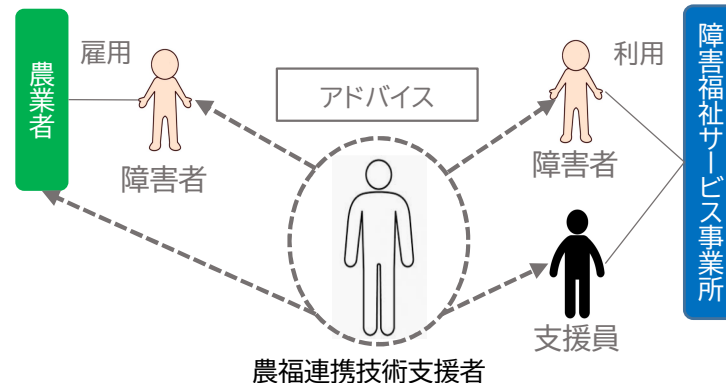 農業者
雇用
障害者
アドバイス
利用
障害者
障害福祉サービス事業所
支援員
農福連携技術支援者